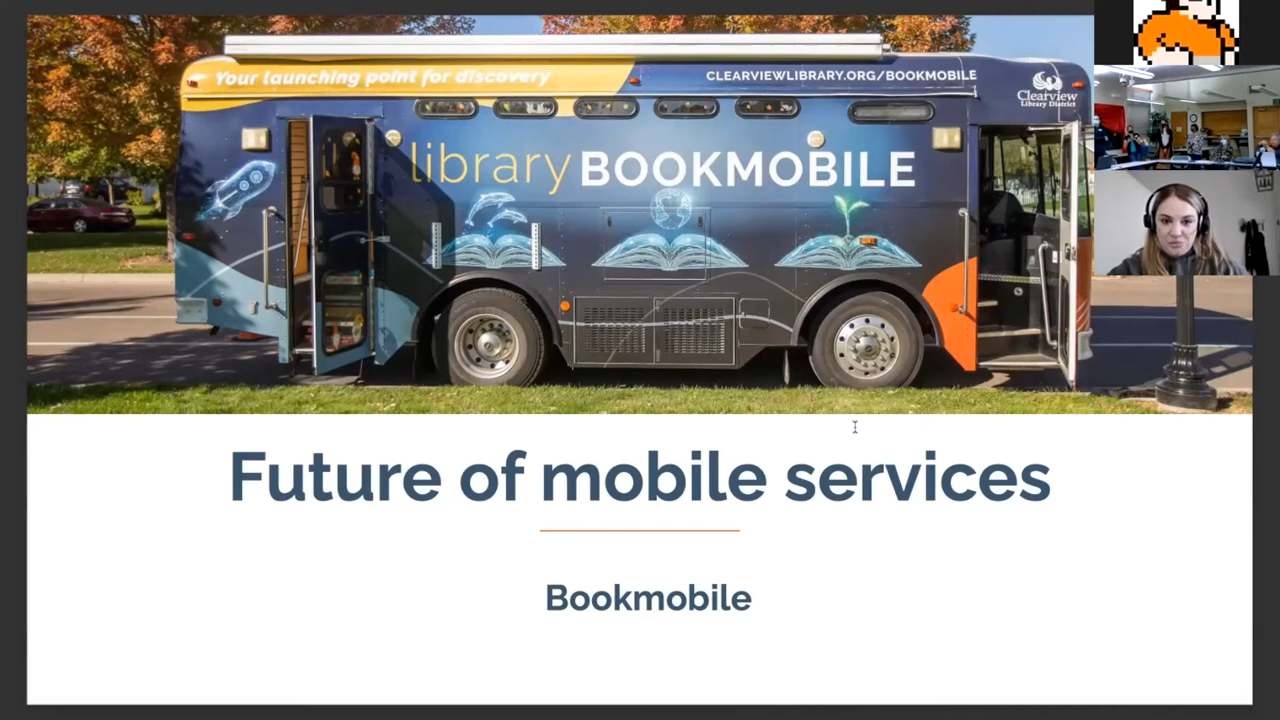 Your launching point for discovery
CLEARVIEWLIBRARY.ORG/BOOKMOBILE
Clearview
Library District
library BOOKMOBILE
Future of mobile services
Bookmobile